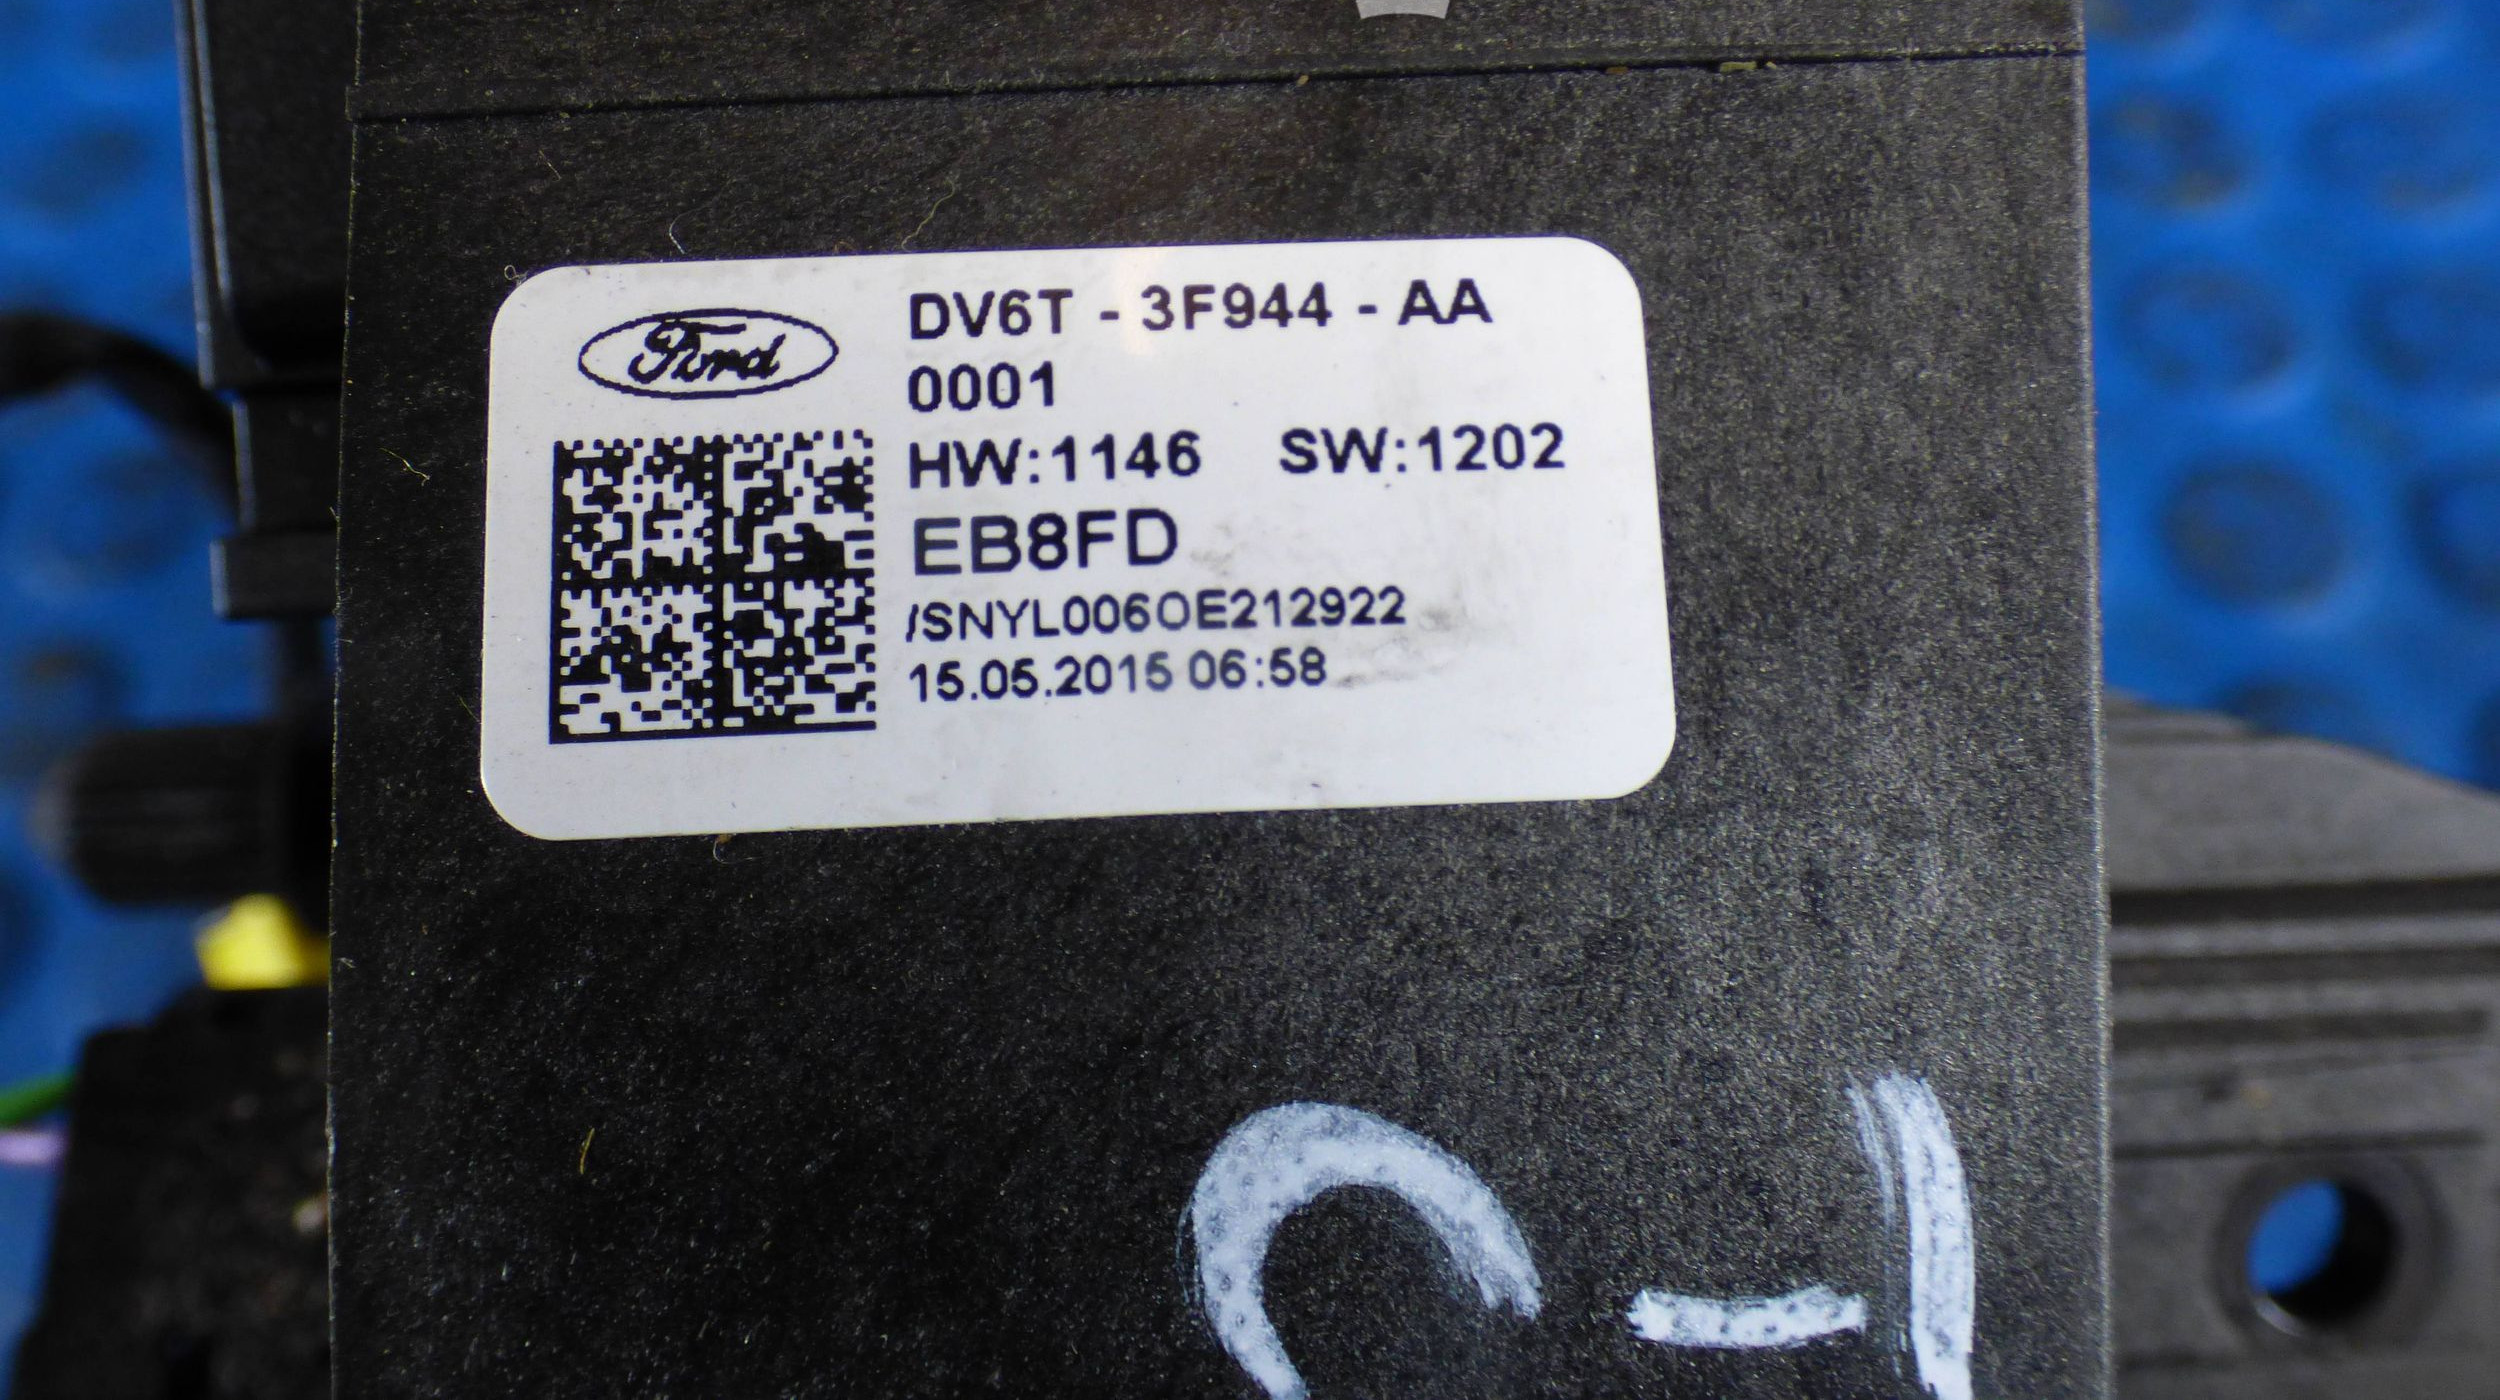 Ford
DV6T - 3F944 - AA
0001
HW:1146 SW:1202
EB8FD
/SNYL006OE212922
15.05.2015 06:58